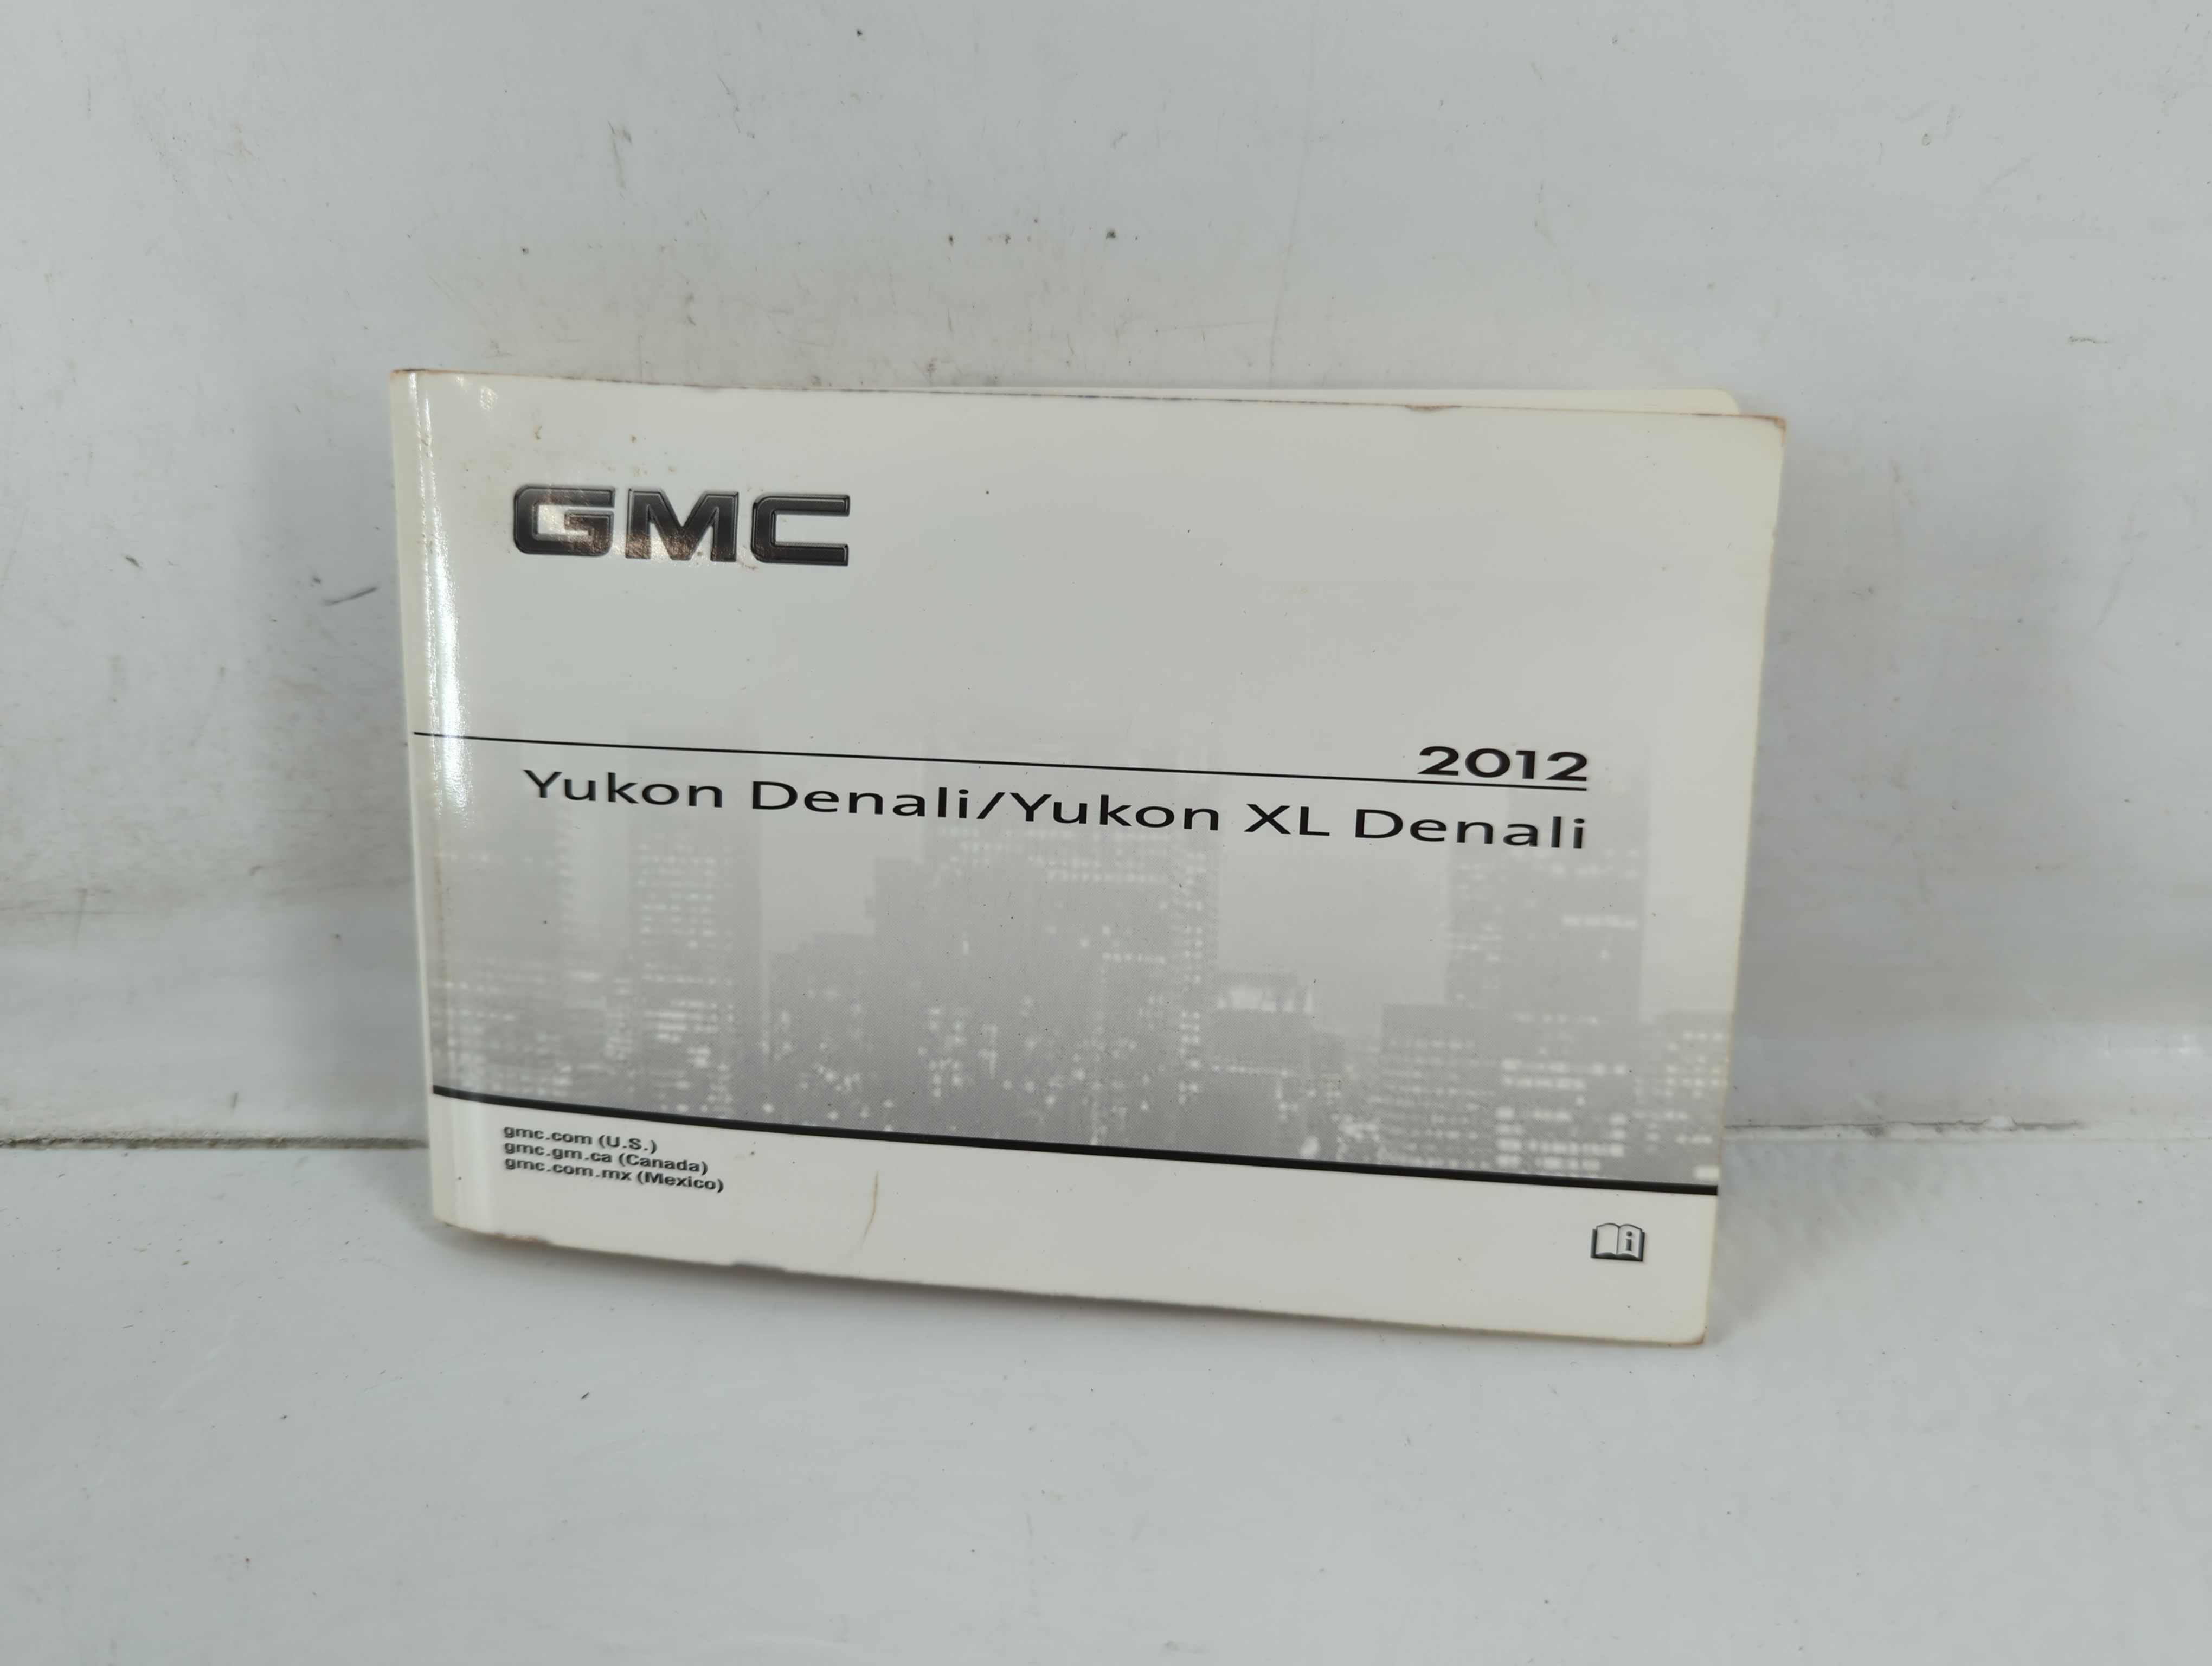 GMC
2012
Yukon Denali/Yukon XL Denali
gmc.com (U.S.)
gmc.gm.ca (Canada)
gmc.com.mx (Mexico)
i